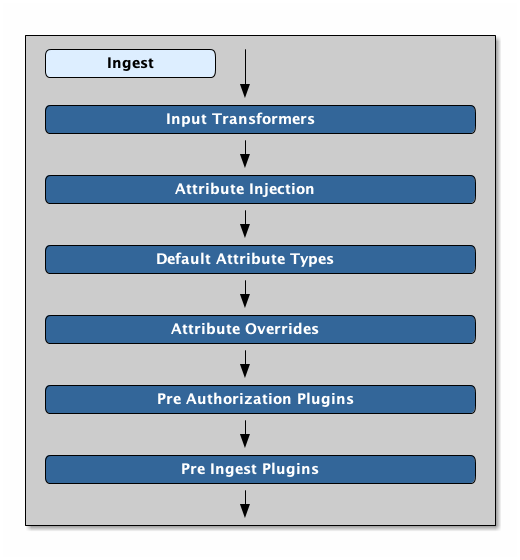 Ingest
Input Transformers
Attribute Injection
Default Attribute Types
Attribute Overrides
Pre Authorization Plugins
Pre Ingest Plugins